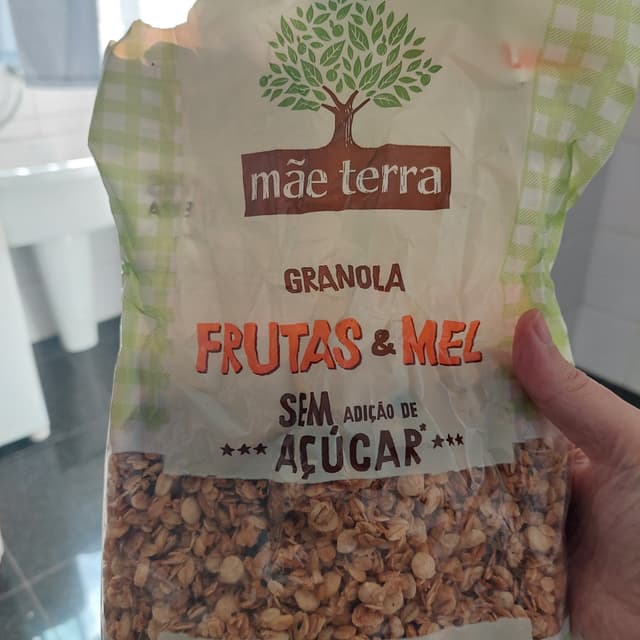 mãe terra
GRANOLA
FRUTAS & MEL
SEM ADIÇÃO DE
AÇÚCAR*